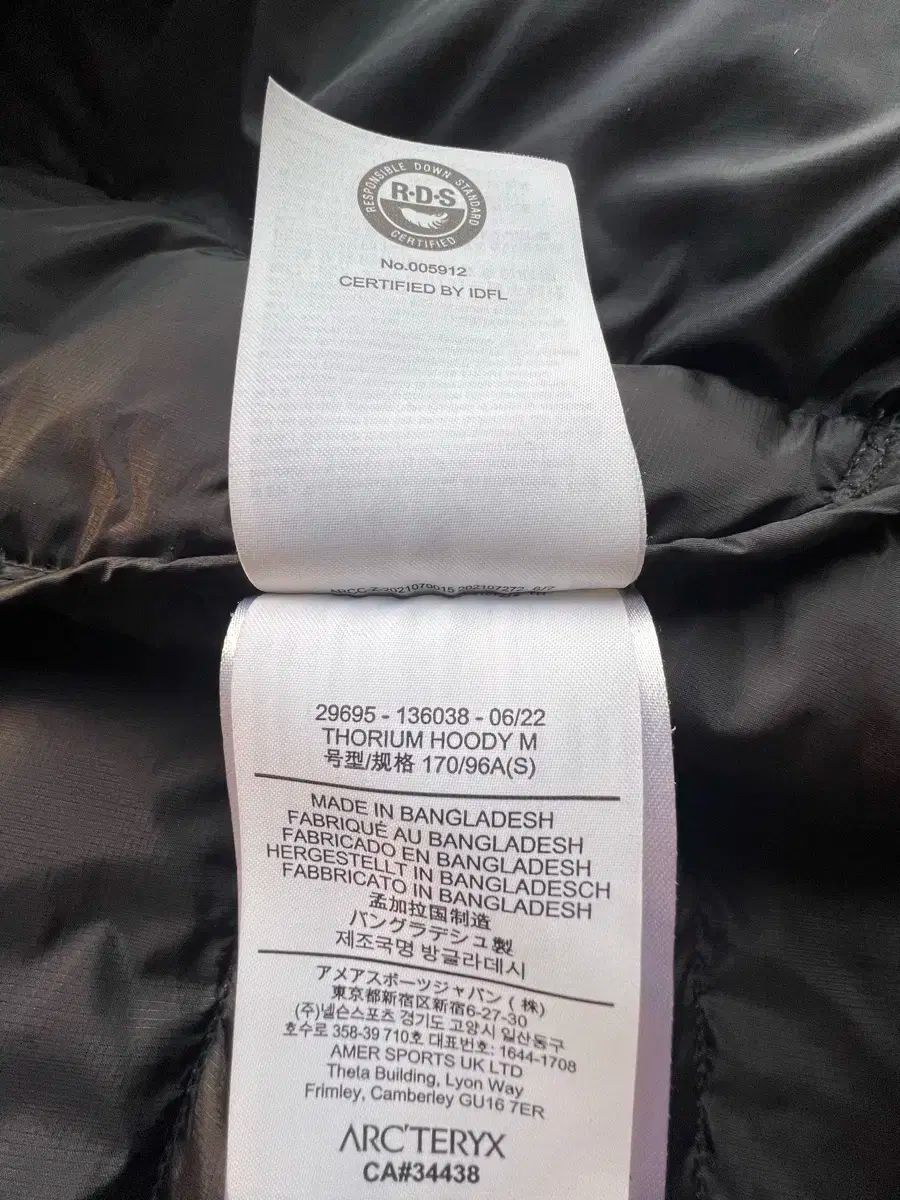 RESPONSIBLE DOWN STANDARD
R·D·S
CERTIFIED
No.005912
CERTIFIED BY IDFL
29695 - 136038 - 06/22
THORIUM HOODY M
号型/规格 170/96A(S)
MADE IN BANGLADESH
FABRIQUÉ AU BANGLADESH
FABRICADO EN BANGLADESH
HERGESTELLT IN BANGLADESCH
FABBRICATO IN BANGLADESH
孟加拉国制造
バングラデシュ製
제조국명 방글라데시
アメアスポーツジャパン ( 株)
東京都新宿区新宿6-27-30
(주)넬슨스포츠 경기도 고양시 일산동구
호수로 358-39 710호 대표번호: 1644-1708
AMER SPORTS UK LTD
Theta Building, Lyon Way
Frimley, Camberley GU16 7ER
ARC'TERYX
CA#34438